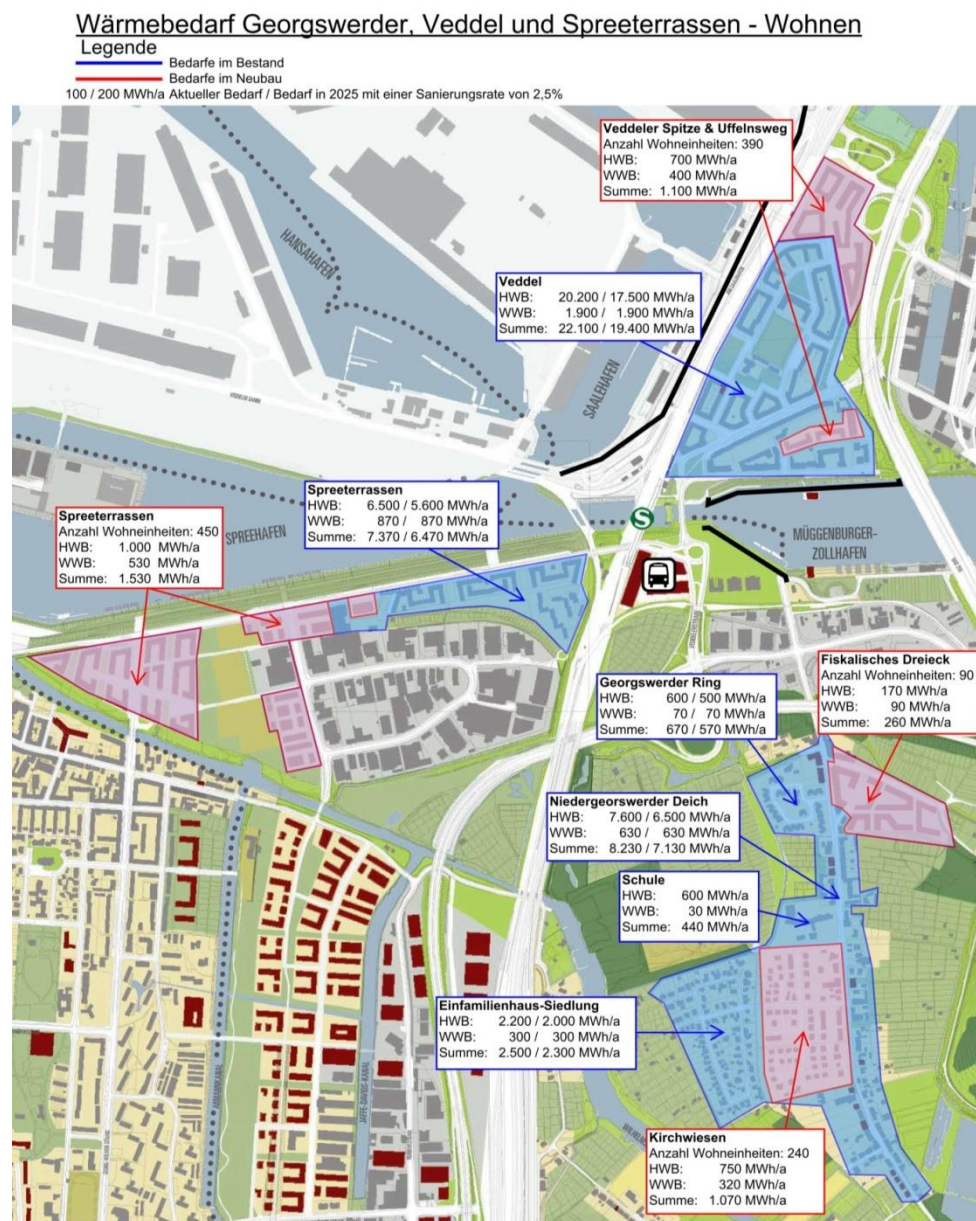 Wärmebedarf Georgswerder, Veddel und Spreeterrassen - Wohnen
Legende
Bedarfe im Bestand
Bedarfe im Neubau
100 / 200 MWh/a Aktueller Bedarf / Bedarf in 2025 mit einer Sanierungsrate von 2,5%
Veddeler Spitze & Uffelnsweg
Anzahl Wohneinheiten: 390
HWB: 700 MWh/a
WWB: 400 MWh/a
Summe: 1.100 MWh/a
HANSAHAFEN
Veddel
HWB: 20.200 / 17.500 MWh/a
WWB: 1.900 / 1.900 MWh/a
Summe: 22.100 / 19.400 MWh/a
SAALEHAFEN
VEDDELER DAMM
Spreeterrassen
HWB: 6.500 / 5.600 MWh/a
WWB: 870 / 870 MWh/a
Summe: 7.370 / 6.470 MWh/a
Spreeterrassen
Anzahl Wohneinheiten: 450
HWB: 1.000 MWh/a
WWB: 530 MWh/a
Summe: 1.530 MWh/a
SPREEHAFEN
S
MÜGGENBURGER-
ZOLLHAFEN
Fiskalisches Dreieck
Anzahl Wohneinheiten: 90
HWB: 170 MWh/a
WWB: 90 MWh/a
Summe: 260 MWh/a
Georgswerder Ring
HWB: 600 / 500 MWh/a
WWB: 70 / 70 MWh/a
Summe: 670 / 570 MWh/a
Niedergeorswerder Deich
HWB: 7.600 / 6.500 MWh/a
WWB: 630 / 630 MWh/a
Summe: 8.230 / 7.130 MWh/a
Schule
HWB: 600 MWh/a
WWB: 30 MWh/a
Summe: 440 MWh/a
Einfamilienhaus-Siedlung
HWB: 2.200 / 2.000 MWh/a
WWB: 300 / 300 MWh/a
Summe: 2.500 / 2.300 MWh/a
JAFFE-DAVIDS-KANAL
Kirchwiesen
Anzahl Wohneinheiten: 240
HWB: 750 MWh/a
WWB: 320 MWh/a
Summe: 1.070 MWh/a